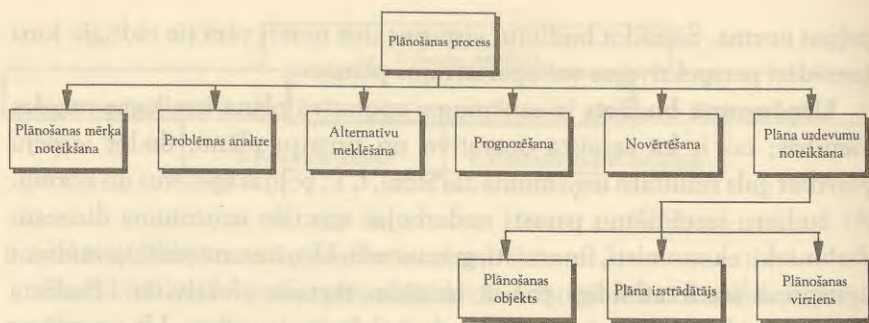 Plānošanas process
Plānošanas mērķa
noteikšana
Problēmas analīze
Alternatīvu
meklēšana
Prognozēšana
Novērtēšana
Plāna uzdevumu
noteikšana
Plānošanas
objekts
Plāna izstrādātājs
Plānošanas
virziens